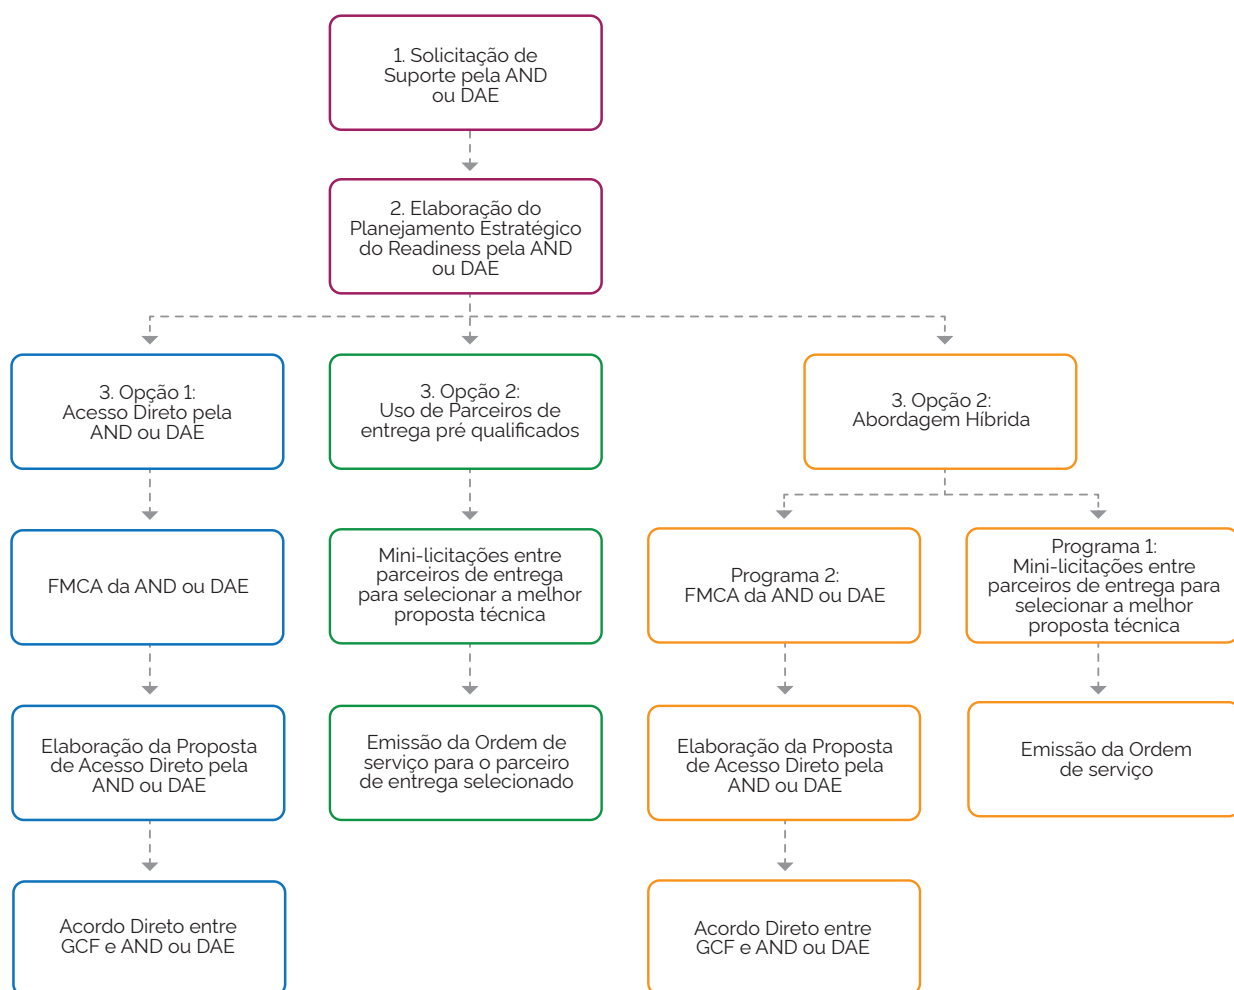 1. Solicitação de
Suporte pela AND
ou DAE
2. Elaboração do
Planejamento Estratégico
do Readiness pela AND
ou DAE
3. Opção 1:
Acesso Direto pela
AND ou DAE
3. Opção 2:
Uso de Parceiros de
entrega pré qualificados
3. Opção 2:
Abordagem Híbrida
FMCA da AND ou DAE
Mini-licitações entre
parceiros de entrega
para selecionar a melhor
proposta técnica
Programa 2:
FMCA da AND ou DAE
Programa 1:
Mini-licitações entre
parceiros de entrega para
selecionar a melhor
proposta técnica
Elaboração da Proposta
de Acesso Direto pela
AND ou DAE
Emissão da Ordem de
serviço para o parceiro
de entrega selecionado
Elaboração da Proposta
de Acesso Direto pela
AND ou DAE
Emissão da Ordem
de serviço
Acordo Direto entre
GCF e AND ou DAE
Acordo Direto entre
GCF e AND ou DAE